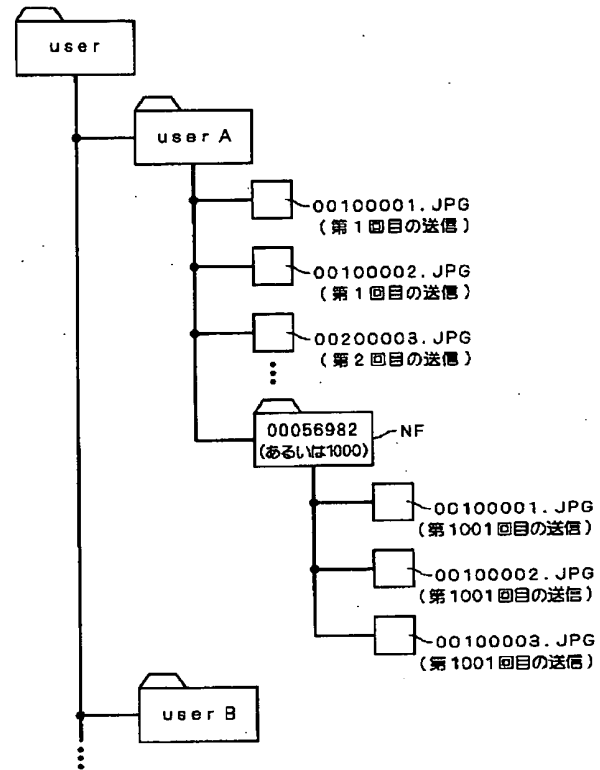 user
user A
00100001.JPG
(第1回目の送信)
00100002.JPG
(第1回目の送信)
00200003.JPG
(第2回目の送信)
00056982
(あるいは1000)
NF
00100001.JPG
(第1001回目の送信)
00100002.JPG
(第1001回目の送信)
00100003.JPG
(第1001回目の送信)
user B